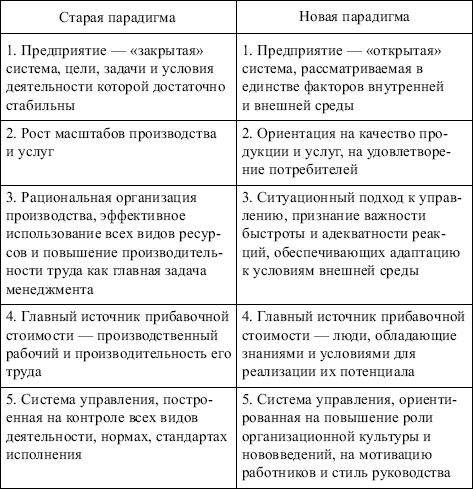 Старая парадигма
Новая парадигма
1. Предприятие — «закрытая»
система, цели, задачи и условия
деятельности которой достаточно
стабильны
1. Предприятие — «открытая»
система, рассматриваемая в
единстве факторов внутренней
и внешней среды
2. Рост масштабов производства
и услуг
2. Ориентация на качество про-
дукции и услуг, на удовлетворе-
ние потребителей
3. Рациональная организация
производства, эффективное
использование всех видов ресур-
сов и повышение производитель-
ности труда как главная задача
менеджмента
3. Ситуационный подход к управ-
лению, признание важности
быстроты и адекватности реак-
ций, обеспечивающих адаптацию
к условиям внешней среды
4. Главный источник прибавочной
стоимости — производственный
рабочий и производительность его
труда
4. Главный источник прибавочной
стоимости — люди, обладающие
знаниями и условиями для
реализации их потенциала
5. Система управления, постро-
енная на контроле всех видов
деятельности, нормах, стандартах
исполнения
5. Система управления, ориенти-
рованная на повышение роли
организационной культуры и
нововведений, на мотивацию
работников и стиль руководства